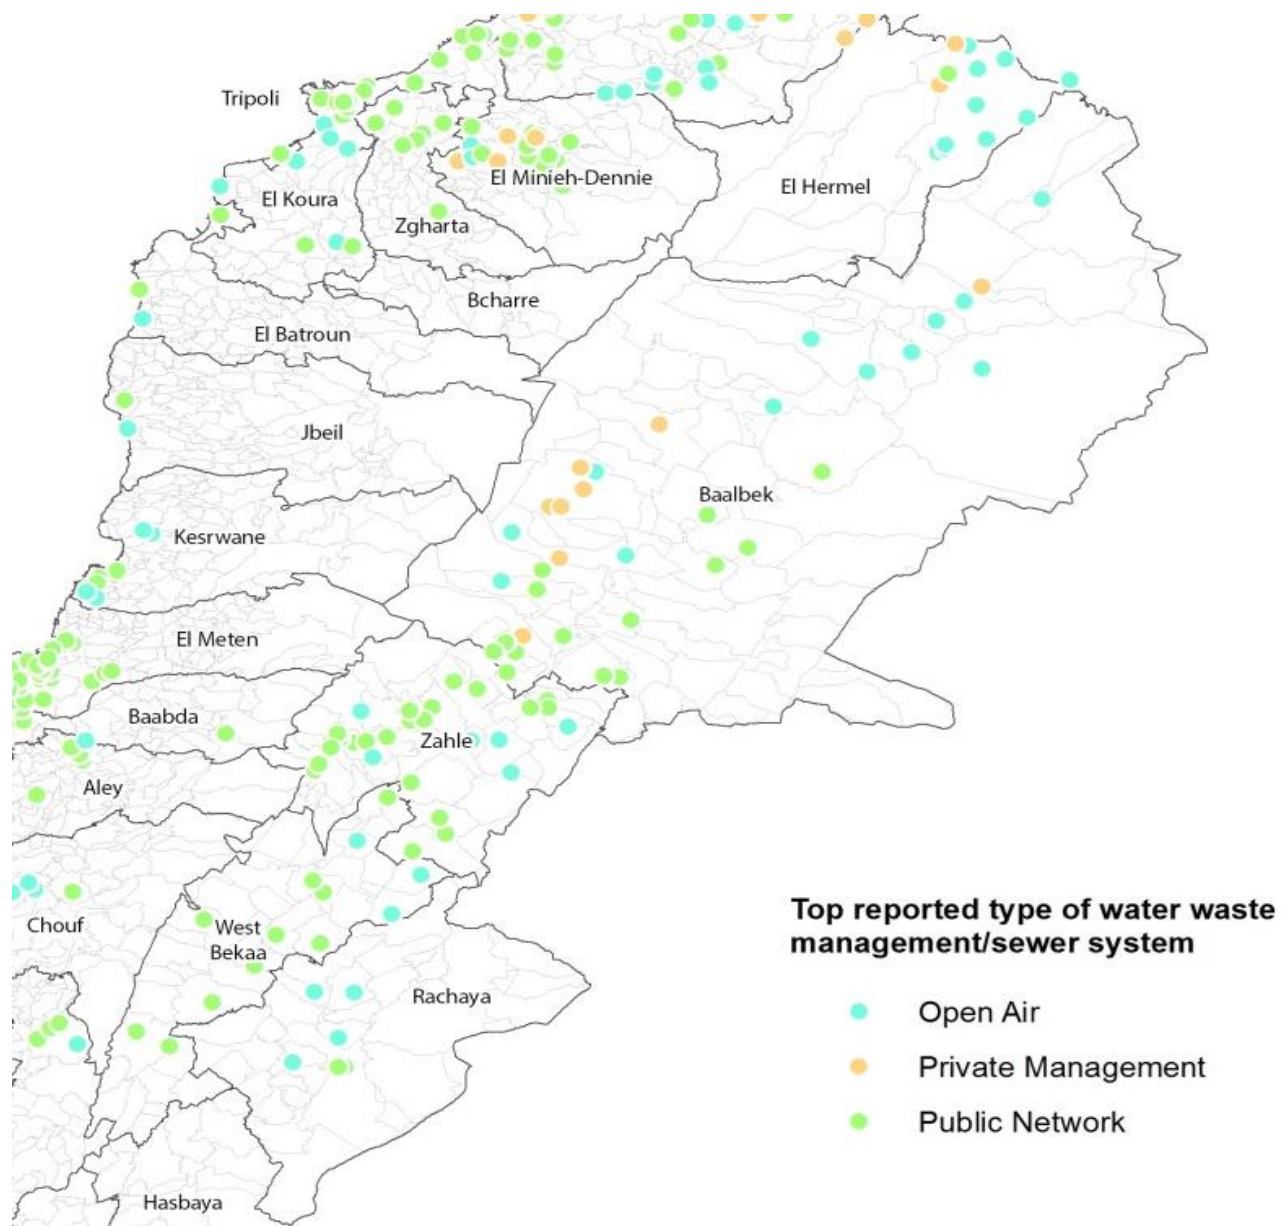 Tripoli
El Koura
Zgharta
El Minieh-Dennie
El Hermel
Bcharre
El Batroun
Jbeil
Baalbek
Kesrwane
El Meten
Baabda
Zahle
Aley
Chouf
West
Bekaa
Rachaya
Hasbaya
Top reported type of water waste
management/sewer system
Open Air
Private Management
Public Network